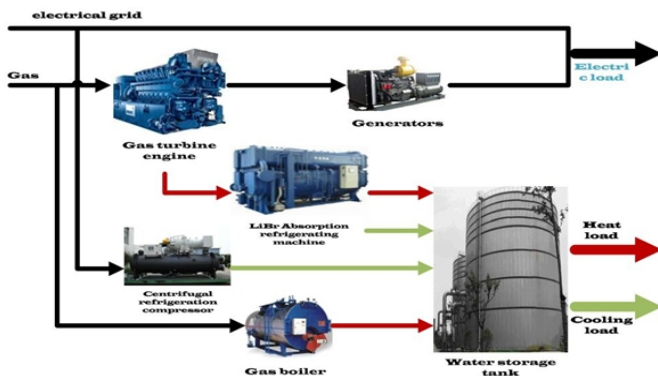 electrical grid
Gas
Electri
c load
Generators
Gas turbine
engine
LiBr Absorption
refrigerating
machine
Heat
load
Centrifugal
refrigeration
compressor
Cooling
load
Gas boiler
Water storage
tank